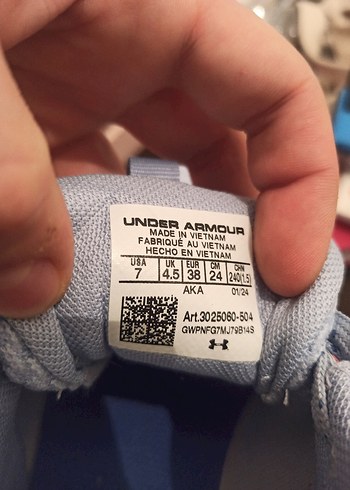 UNDER ARMOUR
MADE IN VIETNAM
FABRIQUÉ AU VIETNAM
HECHO EN VIETNAM
USA UK EUR CM CHN
7 4.5 38 24 240(1.5)
AKA 01/24
Art.3025060-504
GWPNFG7MJ79B14S